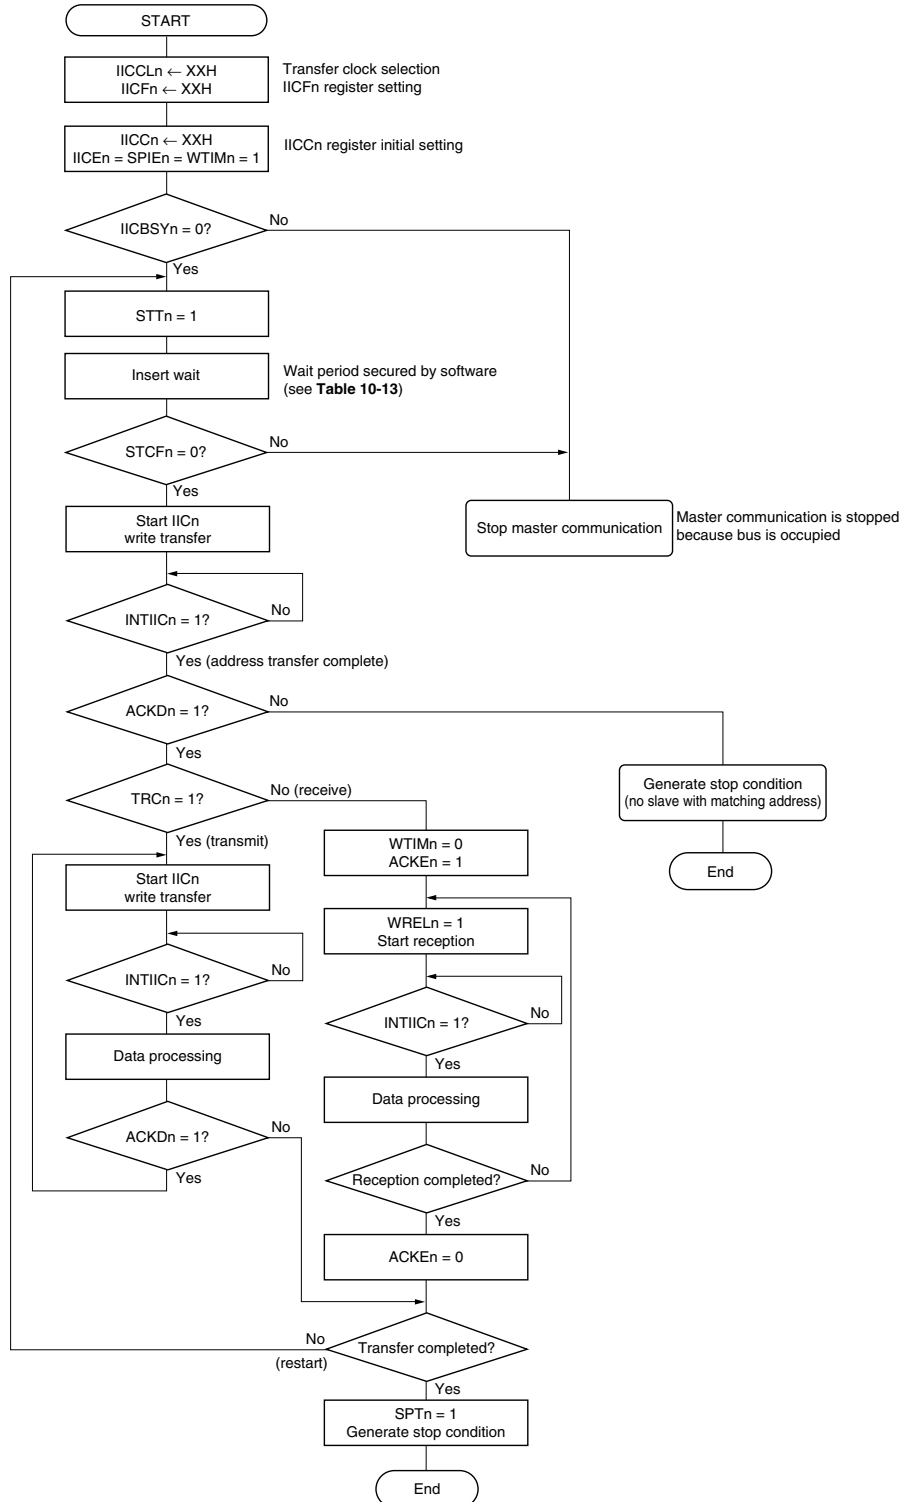 START
IICCLn ← XXH
IICFn ← XXH
Transfer clock selection
IICFn register setting
IICCn ← XXH
IICEn = SPIEn = WTIMn = 1
IICCn register initial setting
IICBSYn = 0?
No
Yes
STTn = 1
Insert wait
Wait period secured by software
(see Table 10-13)
STCFn = 0?
No
Yes
Start IICn
write transfer
Stop master communication
Master communication is stopped
because bus is occupied
INTIICn = 1?
No
Yes (address transfer complete)
ACKDn = 1?
No
Yes
Generate stop condition
(no slave with matching address)
End
TRCn = 1?
No (receive)
Yes (transmit)
WTIMn = 0
ACKEn = 1
Start IICn
write transfer
WRELn = 1
Start reception
INTIICn = 1?
No
Yes
INTIICn = 1?
No
Yes
Data processing
Data processing
ACKDn = 1?
No
Yes
Reception completed?
No
Yes
ACKEn = 0
Transfer completed?
No
(restart)
Yes
SPTn = 1
Generate stop condition
End